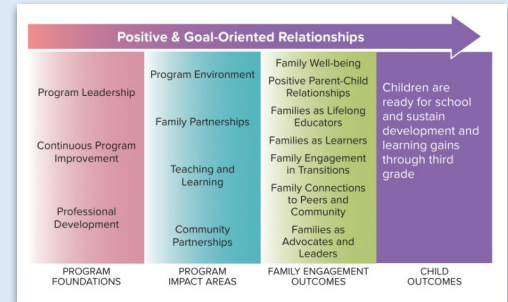 Positive & Goal-Oriented Relationships
Program Leadership
Continuous Program
Improvement
Professional
Development
PROGRAM
FOUNDATIONS
Program Environment
Family Partnerships
Teaching and
Learning
Community
Partnerships
PROGRAM
IMPACT AREAS
Family Well-being
Positive Parent-Child
Relationships
Families as Lifelong
Educators
Families as Learners
Family Engagement
in Transitions
Family Connections
to Peers and
Community
Families as
Advocates and
Leaders
FAMILY ENGAGEMENT
OUTCOMES
Children are
ready for school
and sustain
development and
learning gains
through third
grade
CHILD
OUTCOMES